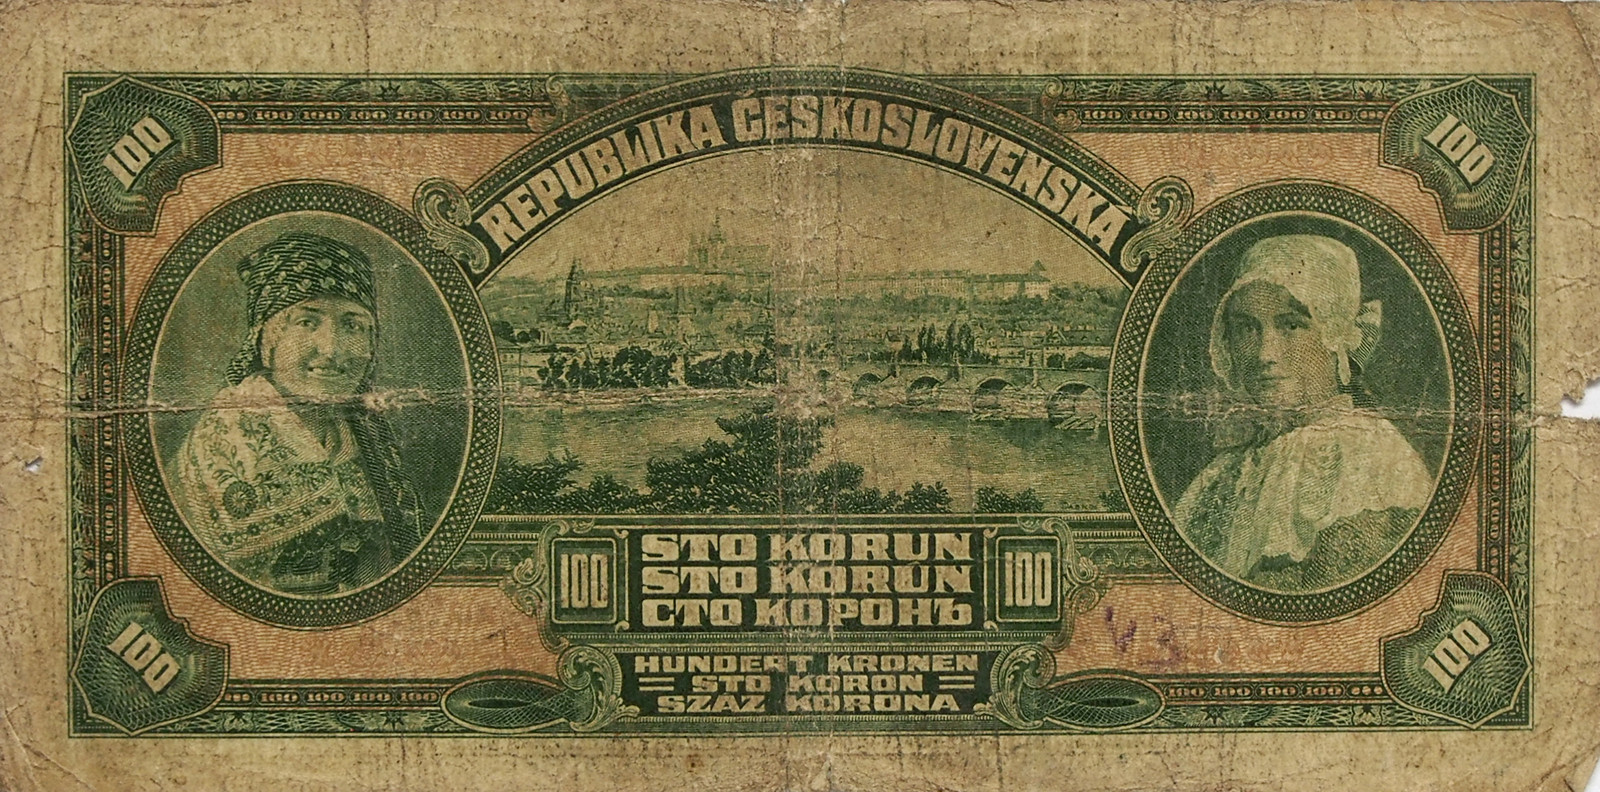 100
100
REPUBLIKA ČESKOSLOVENSKA
100 STO KORUN 100
STO KORÚN
СТО КОРОНЪ
HUNDERT KRONEN
STO KORON
SZÁZ KORONA
100
100